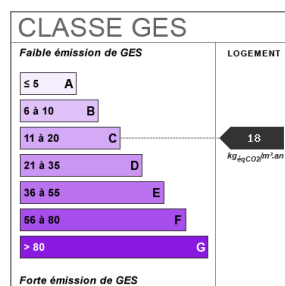 CLASSE GES
Faible émission de GES
LOGEMENT
≤ 5 A
6 à 10 B
11 à 20 C
18
kgéqCO2/m².an
21 à 35 D
36 à 55 E
56 à 80 F
> 80 G
Forte émission de GES